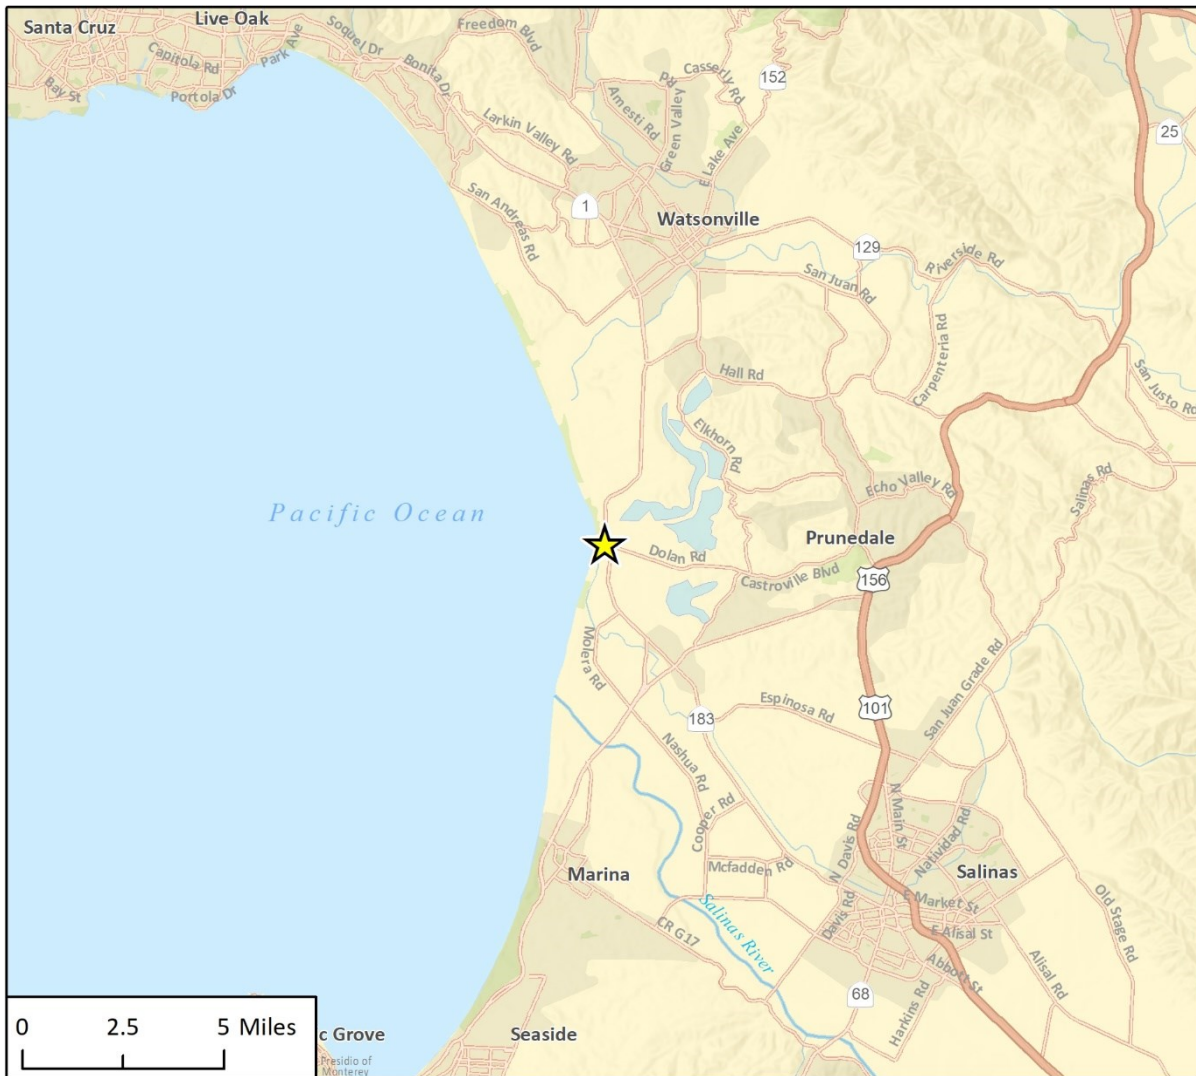 Santa Cruz
Live Oak
Soquel Dr
Freedom Blvd
Capitola Rd
Park Ave
Bonita Dr
Bay St
Portola Dr
Casserly Rd
152
Amesti Rd
Green Valley Rd
25
Larkin Valley Rd
E Lake Ave
San Andreas Rd
1
Watsonville
129
Riverside Rd
San Juan Rd
Carpenteria Rd
Hall Rd
San Justo Rd
Elkhorn Rd
Echo Valley Rd
Salinas Rd
Pacific Ocean
Prunedale
Dolan Rd
Castroville Blvd
156
Molera Rd
San Juan Grade Rd
Espinosa Rd
101
183
Nashua Rd
Cooper Rd
N Main St
Natividad Rd
N Davis Rd
Mcfadden Rd
Marina
Salinas
Salinas River
E Market St
Old Stage Rd
CR G17
Davis Rd
E Alisal St
Alisal Rd
Abbott St
68
Harkins Rd
0 2.5 5 Miles
c Grove
Seaside
Presidio of
Monterey